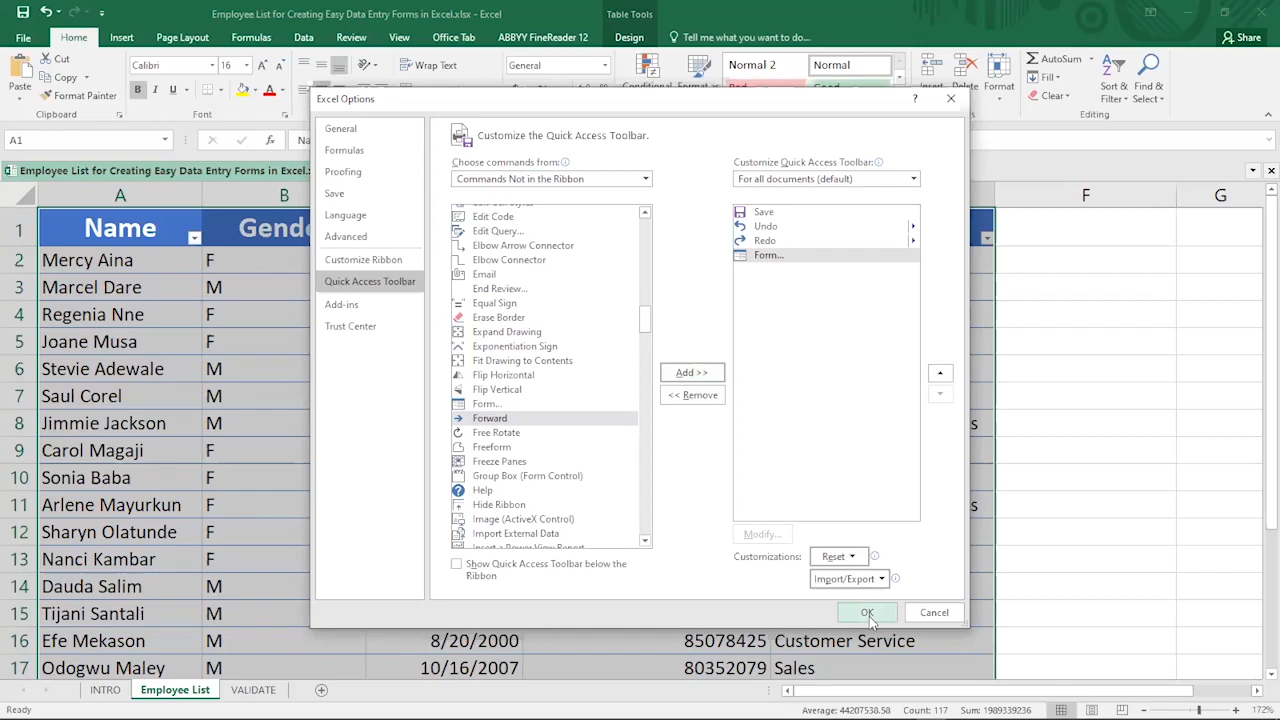 Employee List for Creating Easy Data Entry Forms in Excel.xlsx - Excel
Table Tools
File Home Insert Page Layout Formulas Data Review View Office Tab ABBYY FineReader 12 Design Tell me what you want to do... Share
Cut
Copy
Format Painter
Paste
Clipboard
Calibri 16
B I U
Font
Wrap Text
General
Conditional Format as
Normal 2 Normal
Insert Delete Format
AutoSum
Fill
Clear
Sort & Filter
Find & Select
Editing
A1
Employee List for Creating Easy Data Entry Forms in Excel.x
A B F G
1 Name Gende
2 Mercy Aina F
3 Marcel Dare M
4 Regenia Nne F
5 Joane Musa F
6 Stevie Adewale M
7 Saul Corel M
8 Jimmie Jackson M s
9 Carol Magaji F
10 Sonia Baba F
11 Arlene Mayurkun F s
12 Sharyn Olatunde F
13 Nanci Kambar F
14 Dauda Salim M
15 Tijani Santali M
16 Efe Mekason M 8/20/2000 85078425 Customer Service
17 Odogwu Maley M 10/16/2007 80352079 Sales
Excel Options
?
General
Formulas
Proofing
Save
Language
Advanced
Customize Ribbon
Quick Access Toolbar
Add-ins
Trust Center
Customize the Quick Access Toolbar.
Choose commands from:
Commands Not in the Ribbon
Edit Code
Edit Query...
Elbow Arrow Connector
Elbow Connector
Email
End Review...
Equal Sign
Erase Border
Expand Drawing
Exponentiation Sign
Fit Drawing to Contents
Flip Horizontal
Flip Vertical
Form...
Forward
Free Rotate
Freeform
Freeze Panes
Group Box (Form Control)
Help
Hide Ribbon
Image (ActiveX Control)
Import External Data
Insert a Power View Report
Show Quick Access Toolbar below the
Ribbon
Add >>
<< Remove
Customize Quick Access Toolbar:
For all documents (default)
Save
Undo
Redo
Form...
Modify...
Customizations: Reset
Import/Export
OK Cancel
INTRO Employee List VALIDATE
Ready Average: 44207538.58 Count: 117 Sum: 1989339236 172%